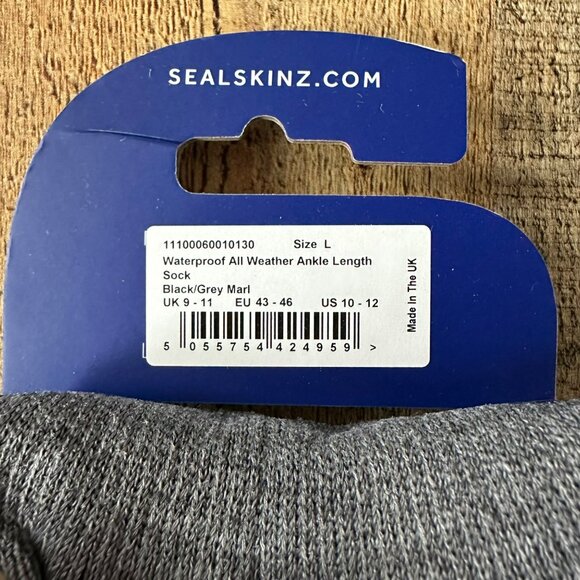 SEALSKINZ.COM
11100060010130 Size L
Waterproof All Weather Ankle Length
Sock
Black/Grey Marl
UK 9 - 11 EU 43 - 46 US 10 - 12
5 055754 424959 >
Made In The UK